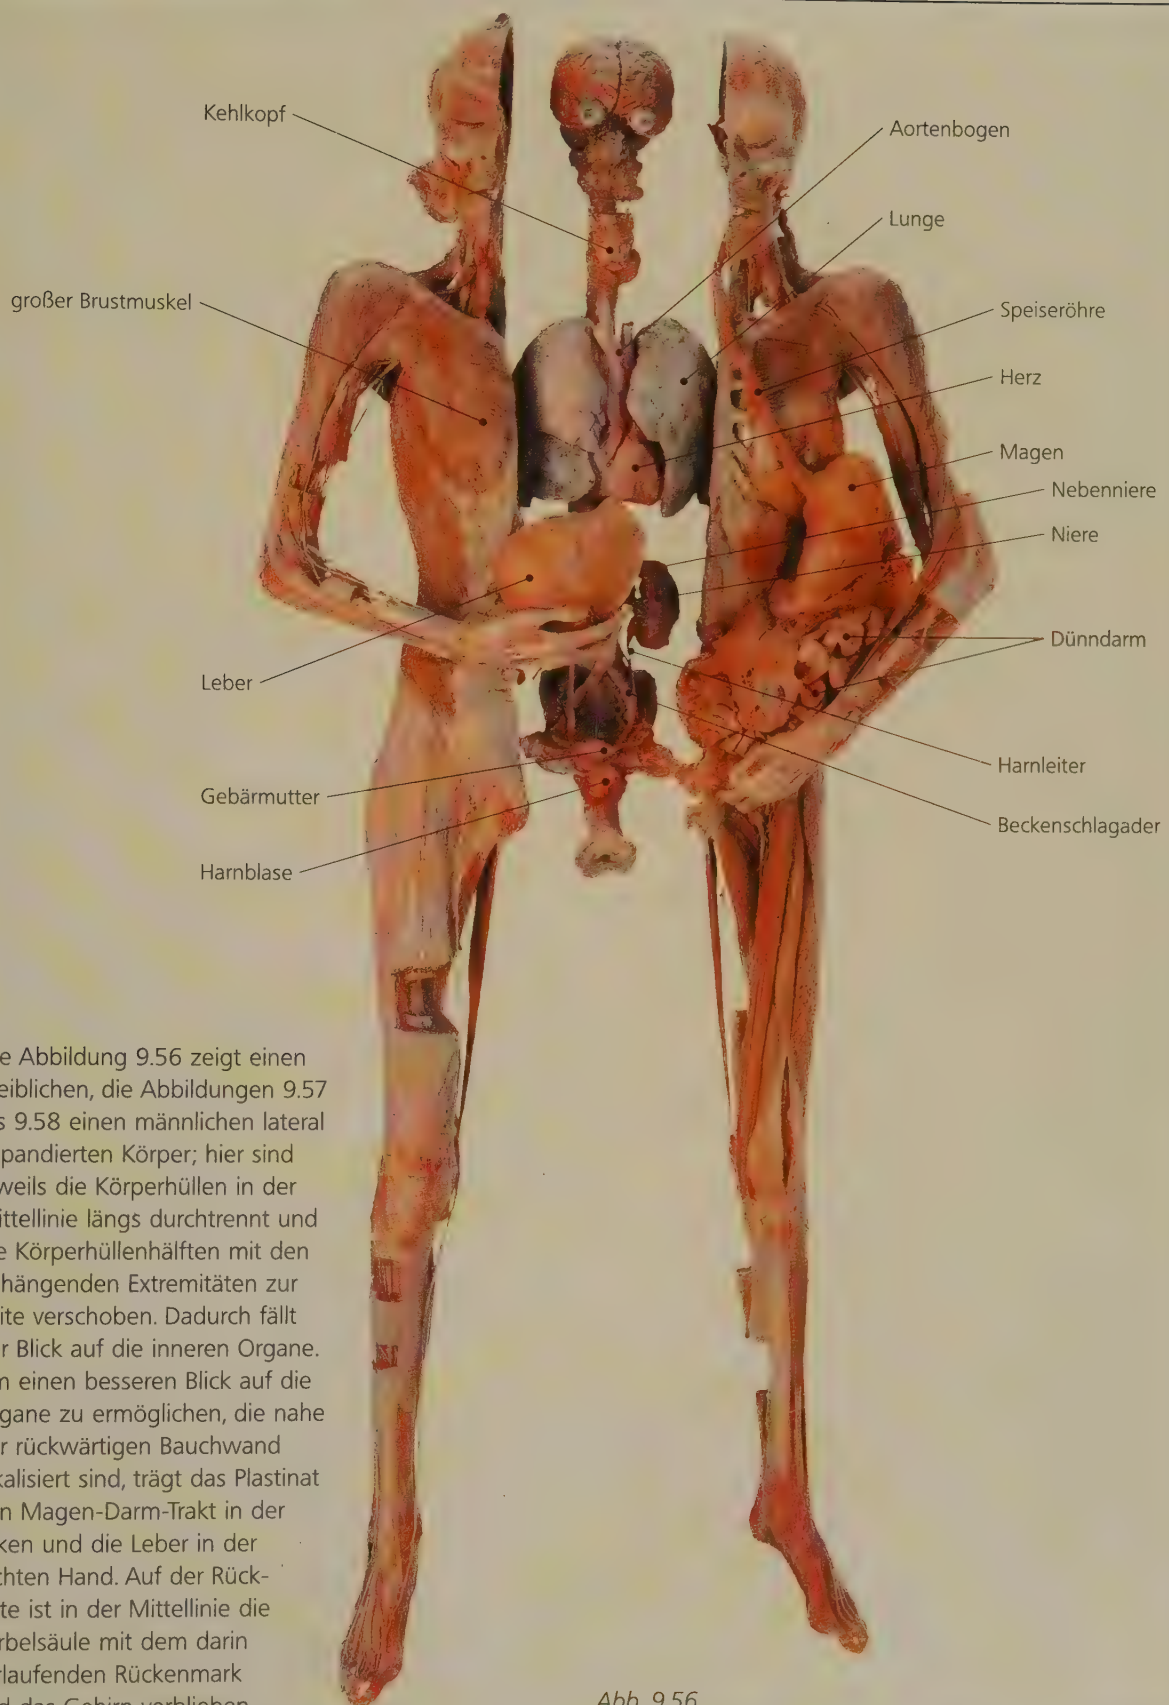 Kehlkopf
Aortenbogen
Lunge
großer Brustmuskel
Speiseröhre
Herz
Magen
Nebenniere
Niere
Dünndarm
Leber
Harnleiter
Gebärmutter
Beckenschlagader
Harnblase
e Abbildung 9.56 zeigt einen
eiblichen, die Abbildungen 9.57
s 9.58 einen männlichen lateral
pandierten Körper; hier sind
weils die Körperhüllen in der
ittellinie längs durchtrennt und
e Körperhüllenhälften mit den
hängenden Extremitäten zur
ite verschoben. Dadurch fällt
r Blick auf die inneren Organe.
n einen besseren Blick auf die
gane zu ermöglichen, die nahe
r rückwärtigen Bauchwand
kalisiert sind, trägt das Plastinat
n Magen-Darm-Trakt in der
ken und die Leber in der
chten Hand. Auf der Rück-
te ist in der Mittellinie die
rbelsäule mit dem darin
rlaufenden Rückenmark
d das Gehirn verblieben
Abb. 9.56